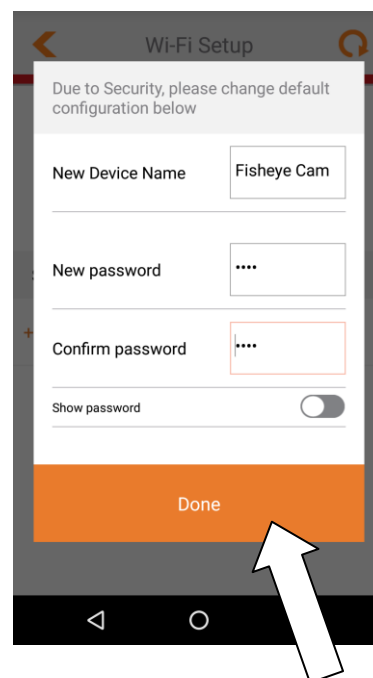 Wi-Fi Setup
Due to Security, please change default
configuration below
New Device Name
Fisheye Cam
New password
••••
Confirm password
••••
Show password
Done